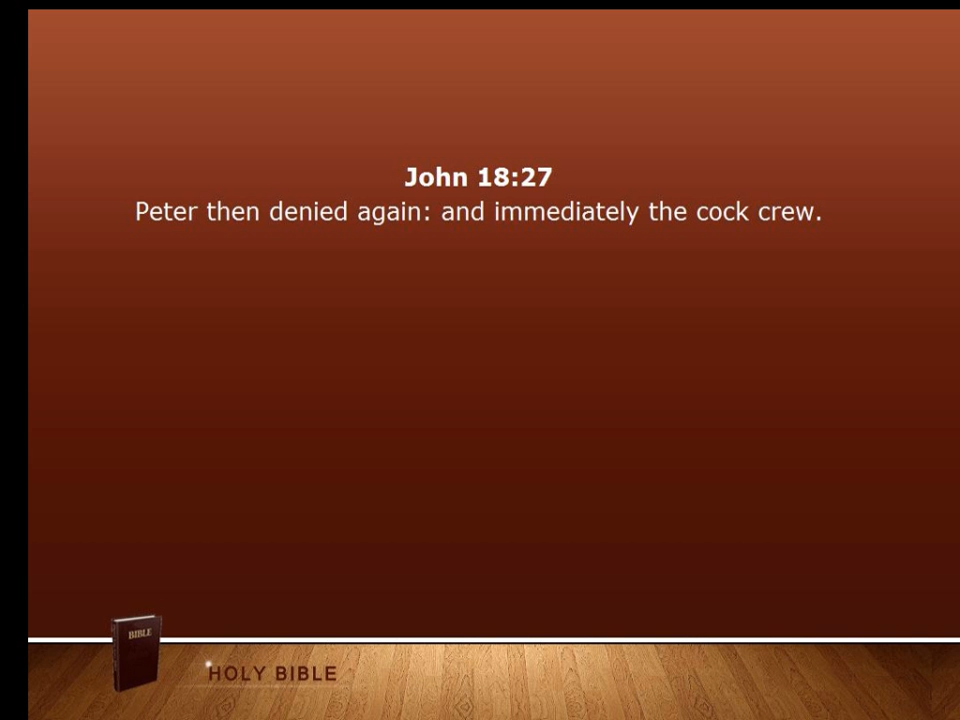 John 18:27
Peter then denied again: and immediately the cock crew.
BIBLE
HOLY BIBLE